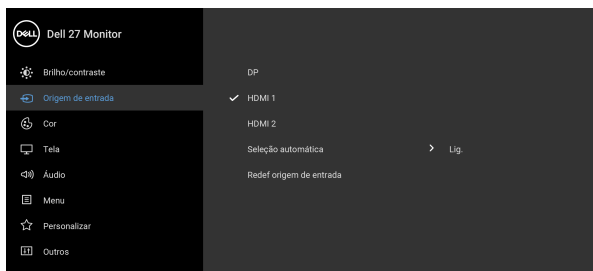 DELL Dell 27 Monitor
Brilho/contraste
DP
Origem de entrada
HDMI 1
Cor
HDMI 2
Tela
Seleção automática
Lig.
Áudio
Redef origem de entrada
Menu
Personalizar
Outros